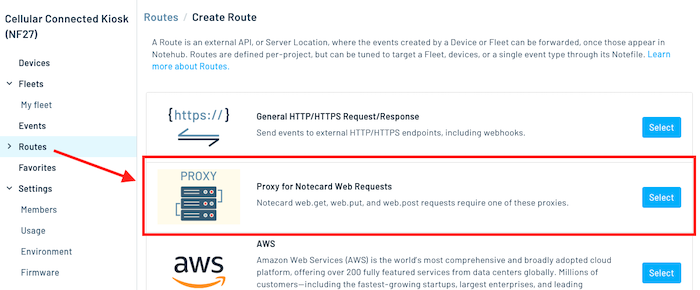 Cellular Connected Kiosk
(NF27)
Devices
Fleets
My fleet
Events
Routes
Favorites
Settings
Members
Usage
Environment
Firmware
Routes / Create Route
A Route is an external API, or Server Location, where the events created by a Device or Fleet can be forwarded, once those appear in
Notehub. Routes are defined per-project, but can be tuned to target a Fleet, devices, or a single event type through its Notefile. Learn
more about Routes.
{https://}
General HTTP/HTTPS Request/Response
Send events to external HTTP/HTTPS endpoints, including webhooks.
Select
PROXY
Proxy for Notecard Web Requests
Notecard web.get, web.put, and web.post requests require one of these proxies.
Select
aws
AWS
Amazon Web Services (AWS) is the world's most comprehensive and broadly adopted cloud
platform, offering over 200 fully featured services from data centers globally. Millions of
customers—including the fastest-growing startups, largest enterprises, and leading
Select